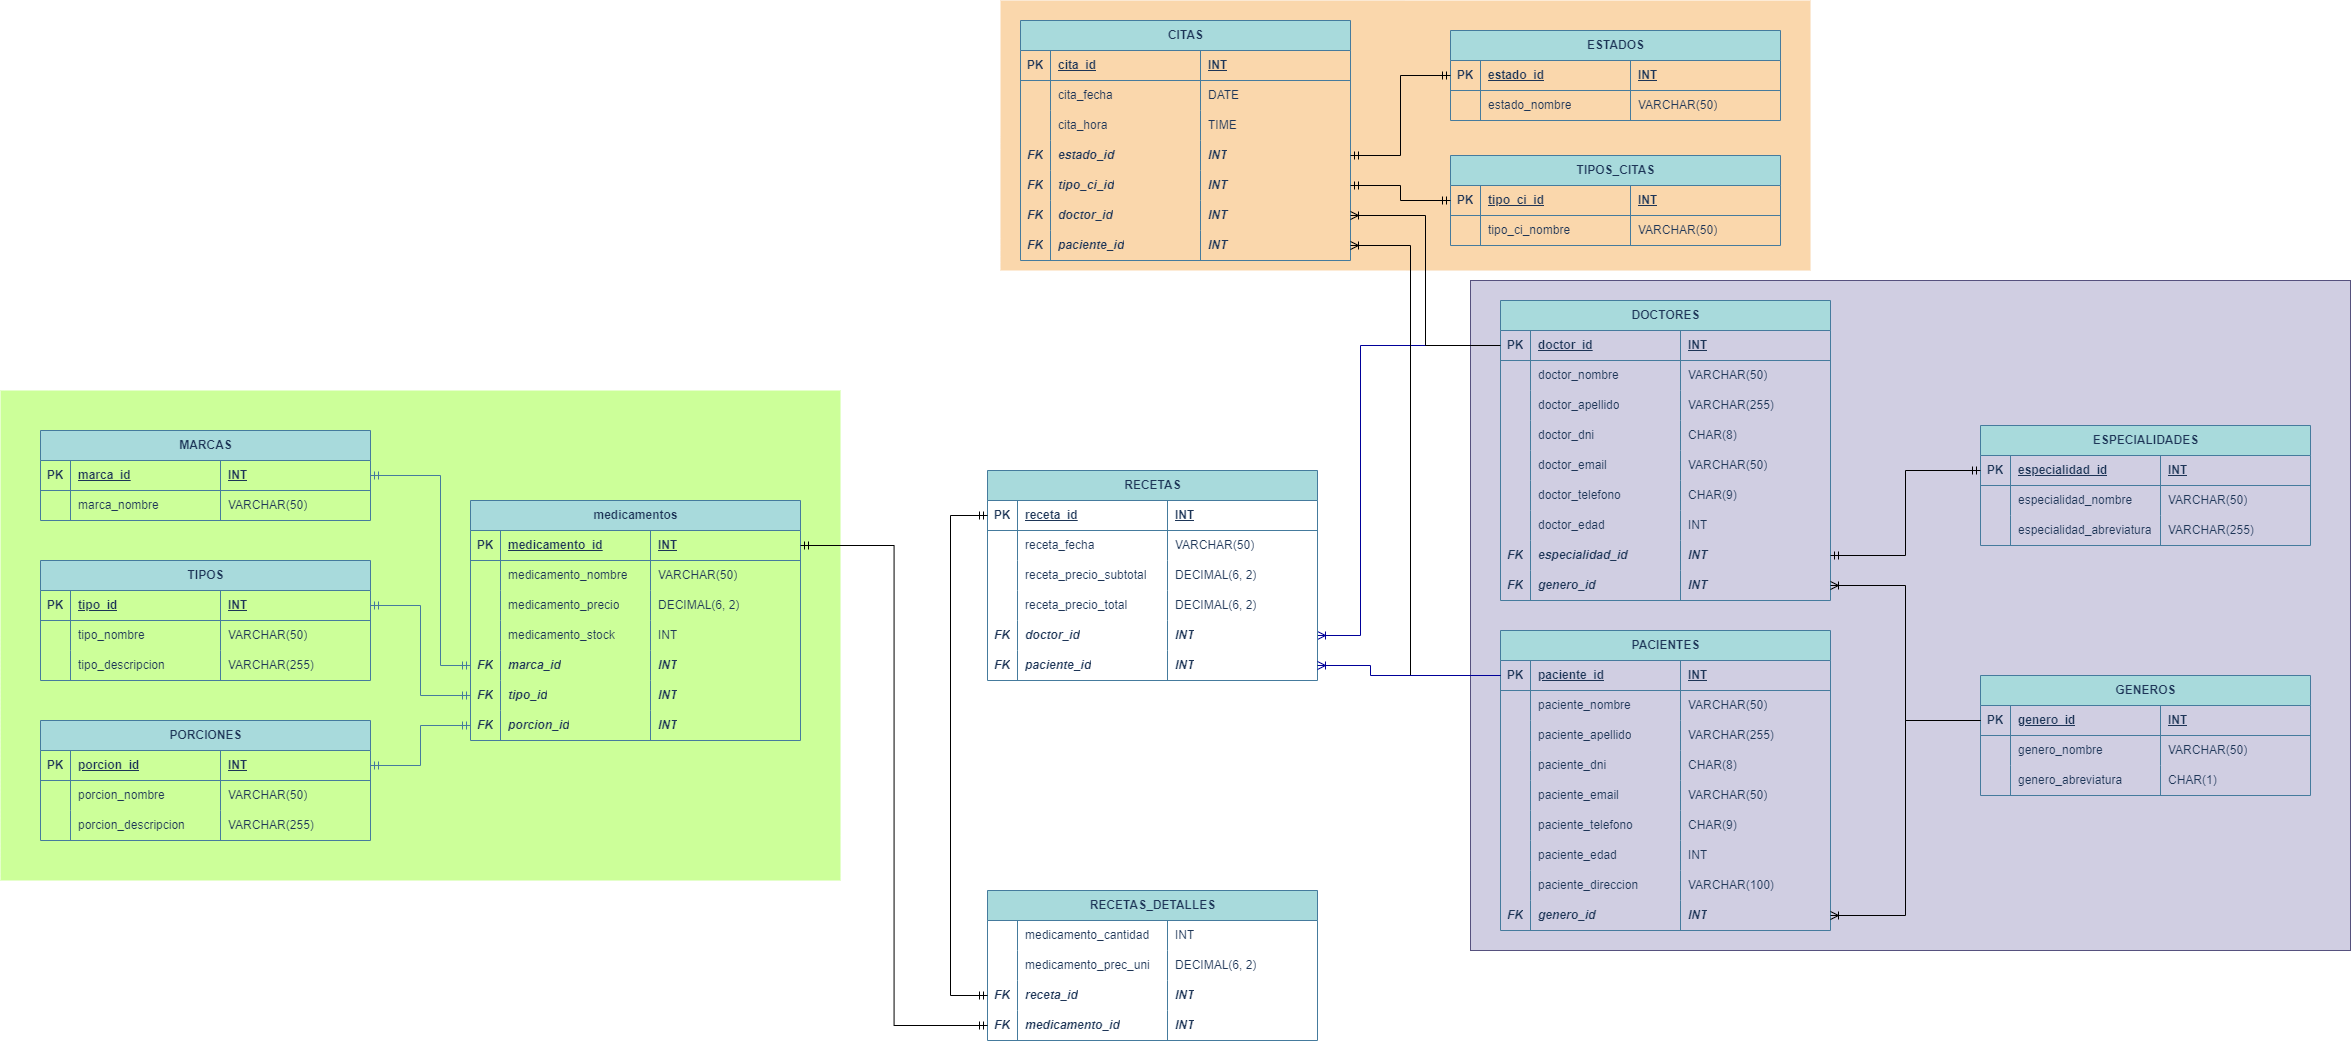 CITAS
PK cita_id INT
cita_fecha DATE
cita_hora TIME
FK estado_id INT
FK tipo_ci_id INT
FK doctor_id INT
FK paciente_id INT
ESTADOS
PK estado_id INT
estado_nombre VARCHAR(50)
TIPOS_CITAS
PK tipo_ci_id INT
tipo_ci_nombre VARCHAR(50)
DOCTORES
PK doctor_id INT
doctor_nombre VARCHAR(50)
doctor_apellido VARCHAR(255)
doctor_dni CHAR(8)
doctor_email VARCHAR(50)
doctor_telefono CHAR(9)
doctor_edad INT
FK especialidad_id INT
FK genero_id INT
ESPECIALIDADES
PK especialidad_id INT
especialidad_nombre VARCHAR(50)
especialidad_abreviatura VARCHAR(255)
MARCAS
PK marca_id INT
marca_nombre VARCHAR(50)
TIPOS
PK tipo_id INT
tipo_nombre VARCHAR(50)
tipo_descripcion VARCHAR(255)
PORCIONES
PK porcion_id INT
porcion_nombre VARCHAR(50)
porcion_descripcion VARCHAR(255)
medicamentos
PK medicamento_id INT
medicamento_nombre VARCHAR(50)
medicamento_precio DECIMAL(6, 2)
medicamento_stock INT
FK marca_id INT
FK tipo_id INT
FK porcion_id INT
RECETAS
PK receta_id INT
receta_fecha VARCHAR(50)
receta_precio_subtotal DECIMAL(6, 2)
receta_precio_total DECIMAL(6, 2)
FK doctor_id INT
FK paciente_id INT
PACIENTES
PK paciente_id INT
paciente_nombre VARCHAR(50)
paciente_apellido VARCHAR(255)
paciente_dni CHAR(8)
paciente_email VARCHAR(50)
paciente_telefono CHAR(9)
paciente_edad INT
paciente_direccion VARCHAR(100)
FK genero_id INT
GENEROS
PK genero_id INT
genero_nombre VARCHAR(50)
genero_abreviatura CHAR(1)
RECETAS_DETALLES
medicamento_cantidad INT
medicamento_prec_uni DECIMAL(6, 2)
FK receta_id INT
FK medicamento_id INT